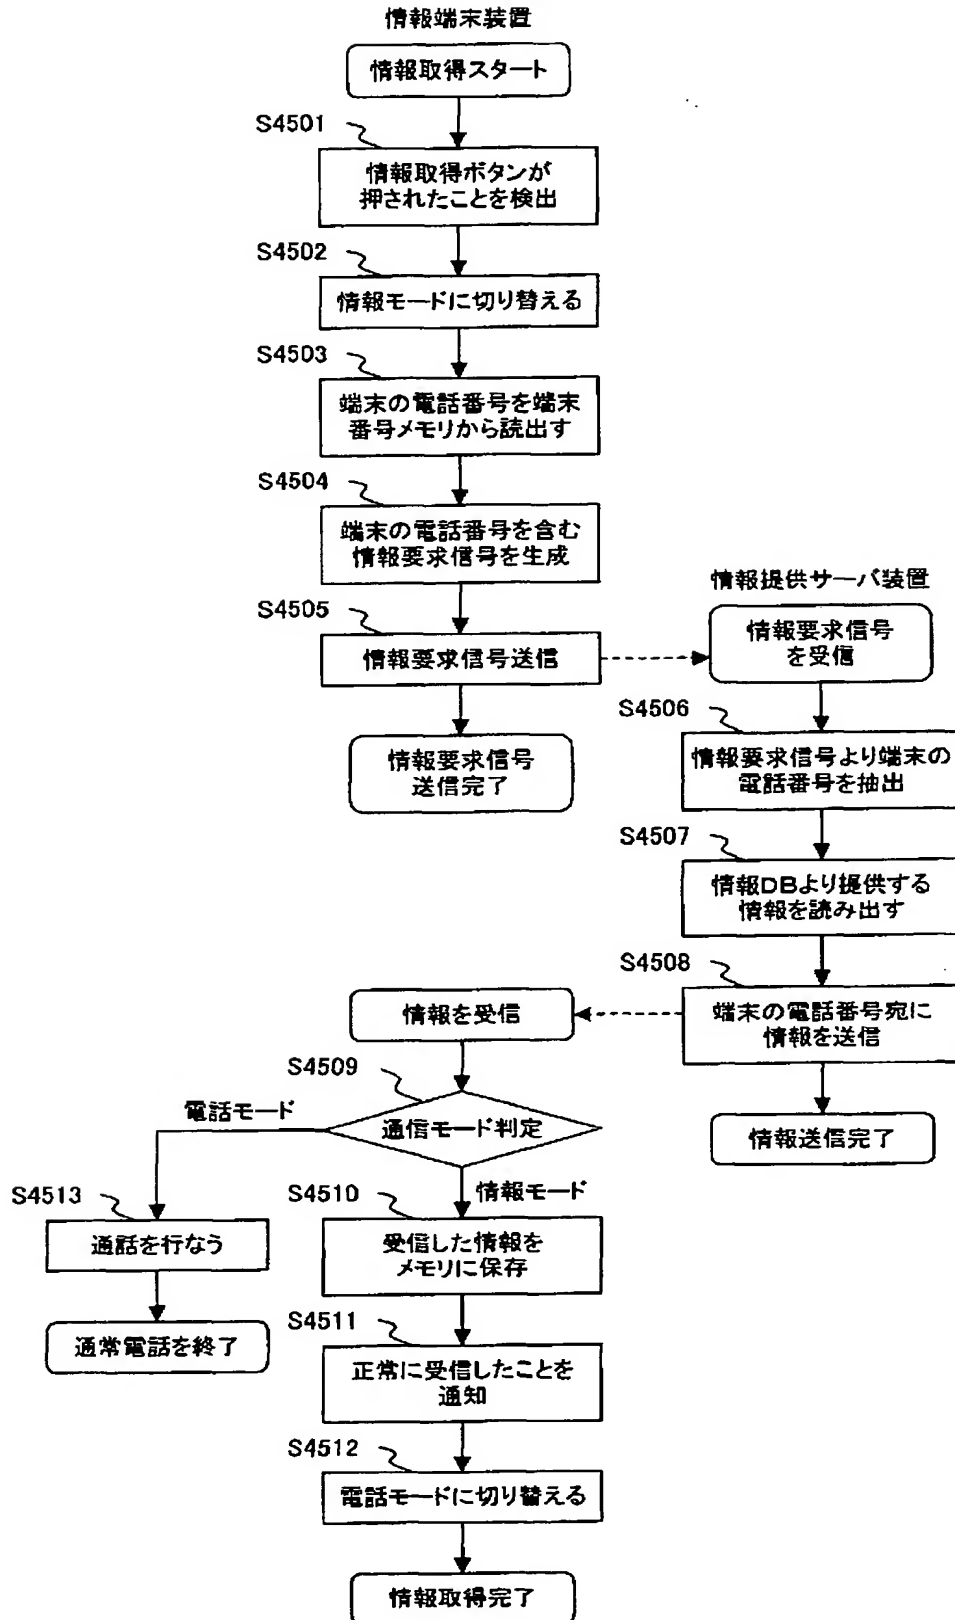 情報端末装置
情報取得スタート
S4501
情報取得ボタンが
押されたことを検出
S4502
情報モードに切り替える
S4503
端末の電話番号を端末
番号メモリから読出す
S4504
端末の電話番号を含む
情報要求信号を生成
S4505
情報要求信号送信
情報要求信号
送信完了
情報提供サーバ装置
情報要求信号
を受信
S4506
情報要求信号より端末の
電話番号を抽出
S4507
情報DBより提供する
情報を読み出す
S4508
端末の電話番号宛に
情報を送信
情報送信完了
情報を受信
S4509
通信モード判定
電話モード
情報モード
S4513
通話を行なう
通常電話を終了
S4510
受信した情報を
メモリに保存
S4511
正常に受信したことを
通知
S4512
電話モードに切り替える
情報取得完了